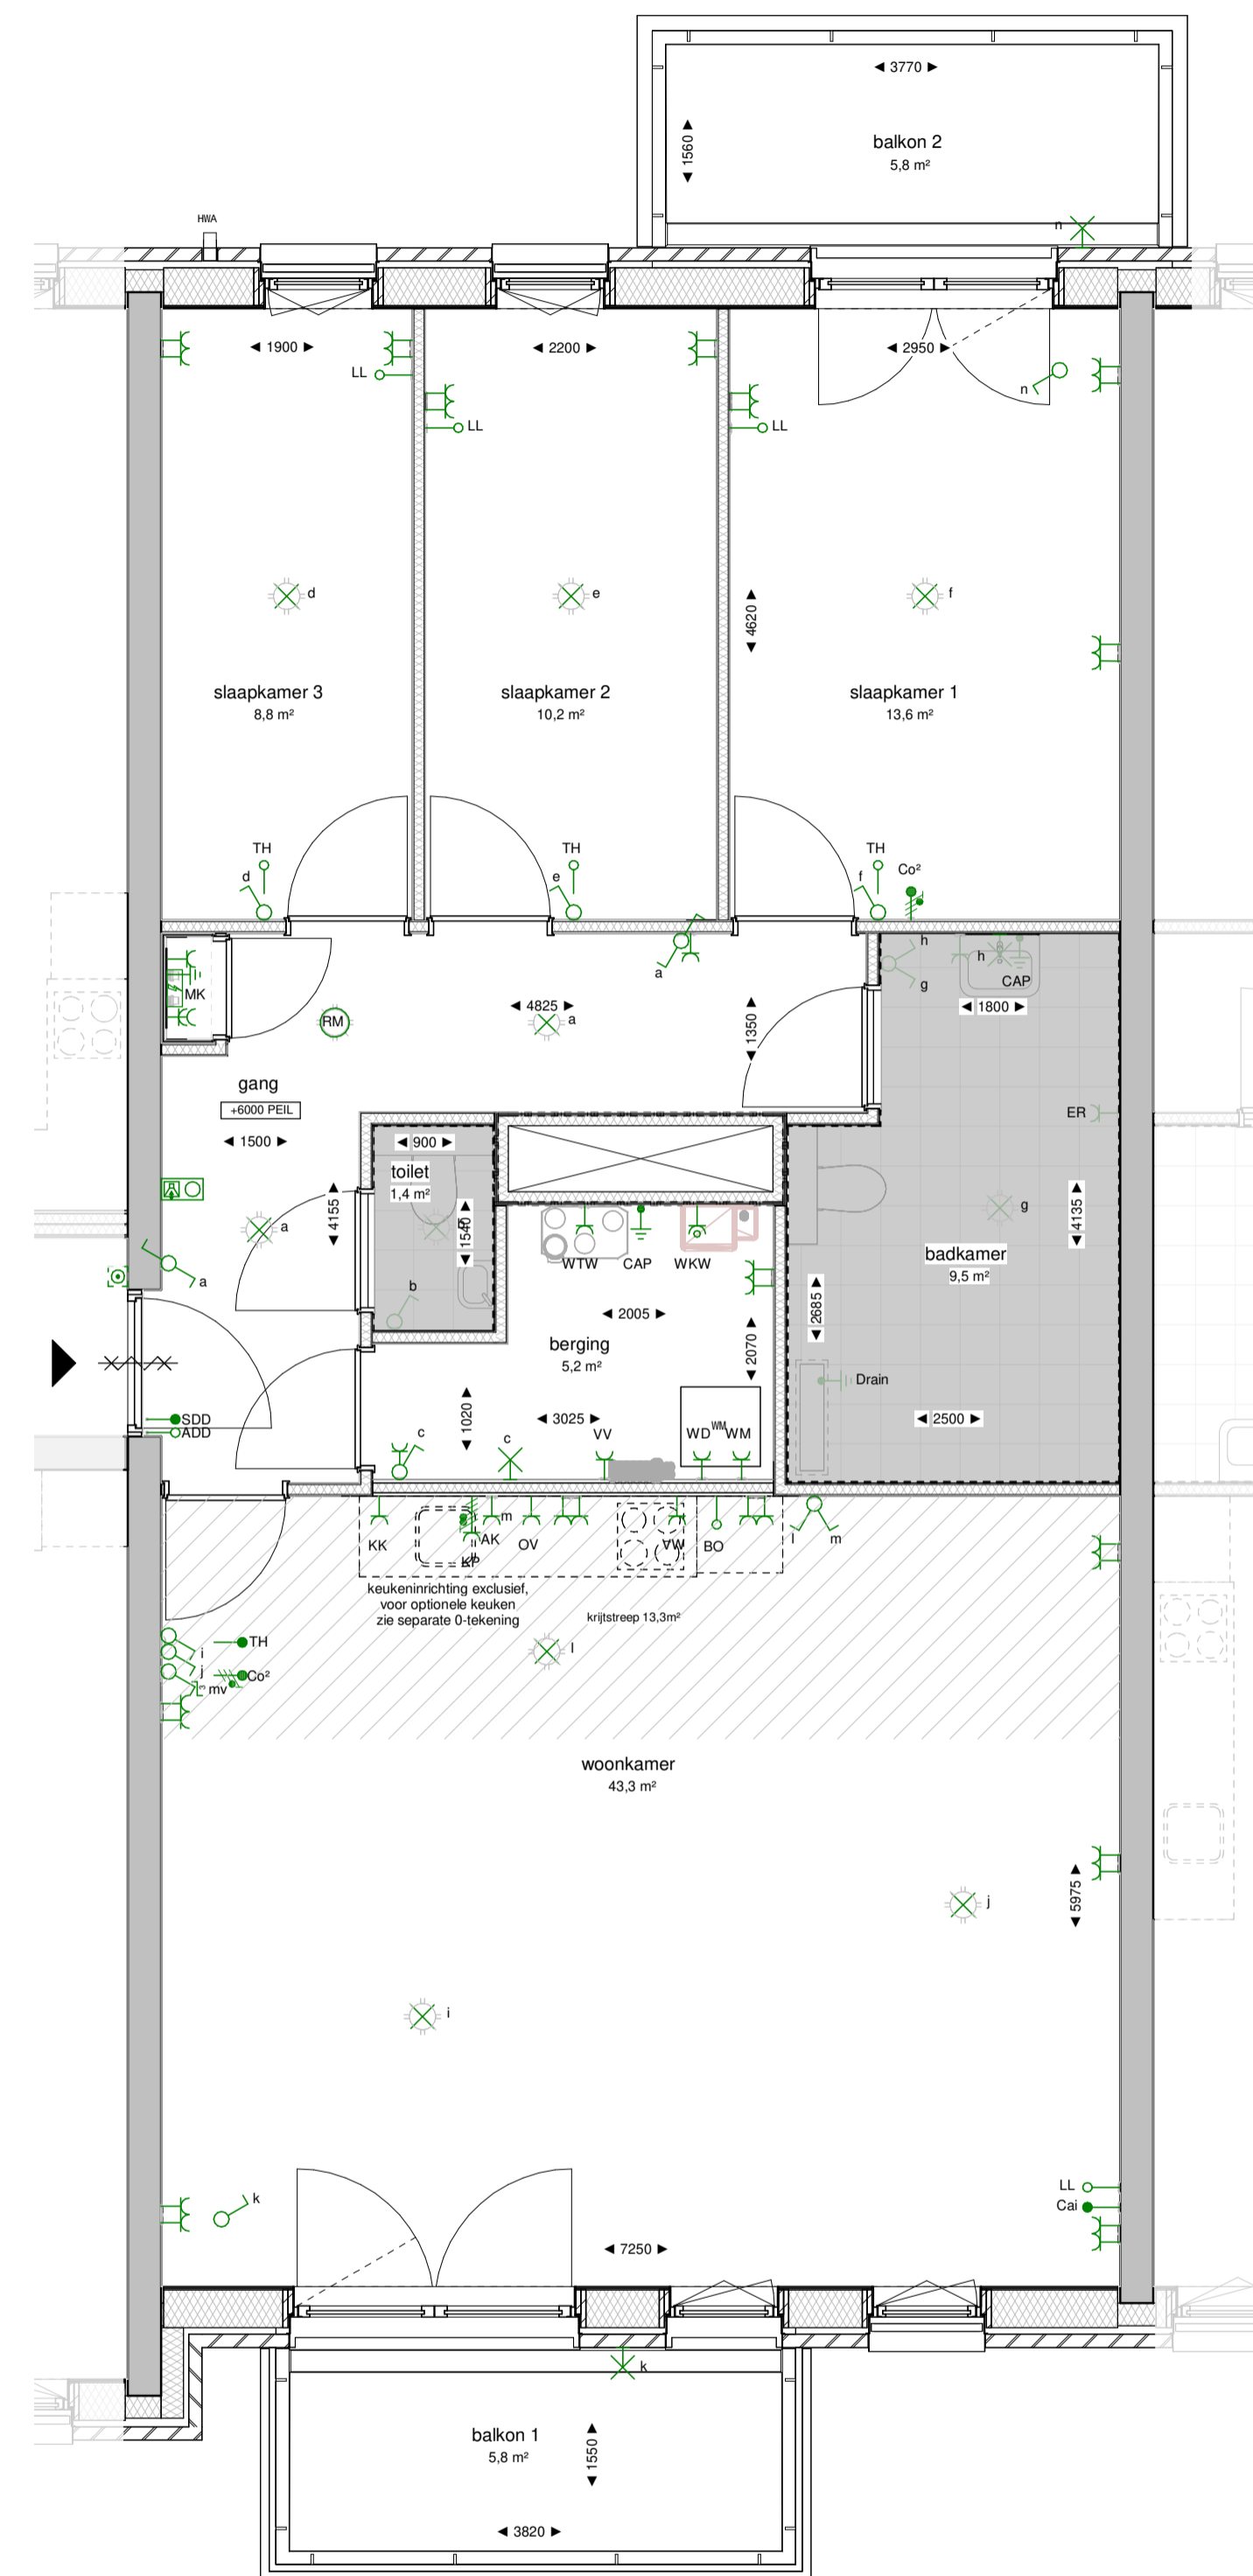 ◄ 3770 ►
◄ 1560 ►
balkon 2
5,8 m²
n
HWA
◄ 1900 ►
◄ 2200 ►
◄ 2950 ►
LL
LL
LL
n
d
e
f
◄ 4620 ►
slaapkamer 3
8,8 m²
slaapkamer 2
10,2 m²
slaapkamer 1
13,6 m²
TH
TH
TH
Co²
d
e
f
h
h
a
g
CAP
MK
◄ 4825 ►
◄ 1800 ►
RM
a
◄ 1350 ►
gang
+6000 PEIL
ER
◄ 1500 ►
◄ 900 ►
toilet
1,4 m²
◄ 4155 ►
◄ 1540 ►
a
g
◄ 4135 ►
badkamer
9,5 m²
WTW
CAP
WKW
a
b
◄ 2005 ►
◄ 2685 ►
berging
5,2 m²
◄ 2070 ►
Drain
◄ 1020 ►
◄ 3025 ►
◄ 2500 ►
SDD
ADD
c
c
VV
WD
WM
WM
m
KK
AK
OV
VW
BO
l
m
KP
keukeninrichting exclusief,
voor optionele keuken
zie separate 0-tekening
krijtstreep 13,3m²
TH
i
l
j
Co²
3
mv
woonkamer
43,3 m²
j
◄ 5975 ►
i
LL
k
Cai
◄ 7250 ►
k
balkon 1
5,8 m²
◄ 1550 ►
◄ 3820 ►